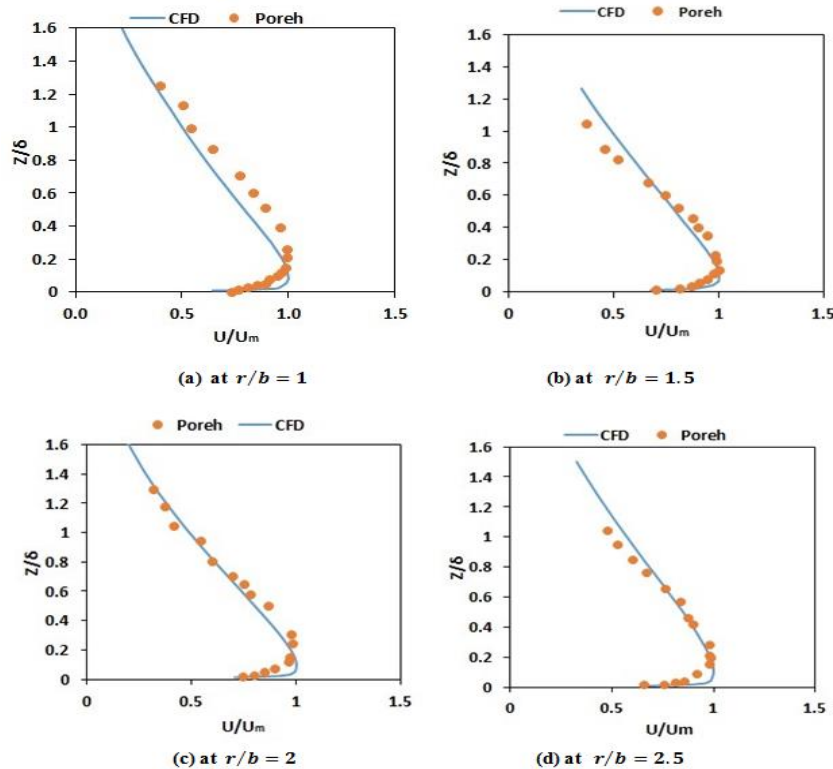 CFD Poreh
1.6
1.4
1.2
1
0.8
0.6
0.4
0.2
0
Z/δ
0.0 0.5 1.0 1.5
U/Um
(a) at r/b = 1
CFD Poreh
1.6
1.4
1.2
1
0.8
0.6
0.4
0.2
0
Z/δ
0 0.5 1 1.5
U/Um
(b) at r/b = 1.5
Poreh CFD
1.6
1.4
1.2
1
0.8
0.6
0.4
0.2
0
Z/δ
0 0.5 1 1.5
U/Um
(c) at r/b = 2
CFD Poreh
1.6
1.4
1.2
1
0.8
0.6
0.4
0.2
0
Z/δ
0 0.5 1 1.5
U/Um
(d) at r/b = 2.5